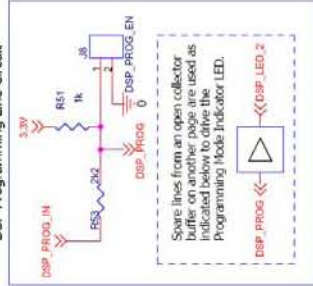 DSP Programming Line Circuit
3.3V
R51
1k
J8
1
2
DSP_PROG_EN
0
DSP_PROG_IN
R53
2k2
DSP_PROG
Spare lines from an open collector
buffer on another page are used as
indicated below to drive the
Programming Mode Indikator LED.
DSP_PROG
DSP_LED_2